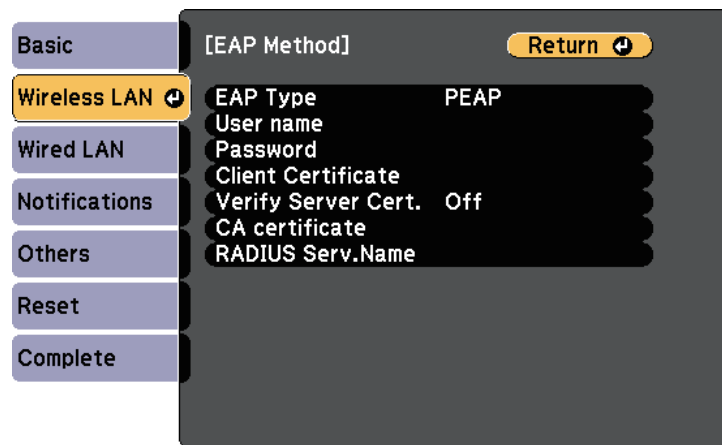 Basic
Wireless LAN
Wired LAN
Notifications
Others
Reset
Complete
[EAP Method]
Return
EAP Type PEAP
User name
Password
Client Certificate
Verify Server Cert. Off
CA certificate
RADIUS Serv.Name